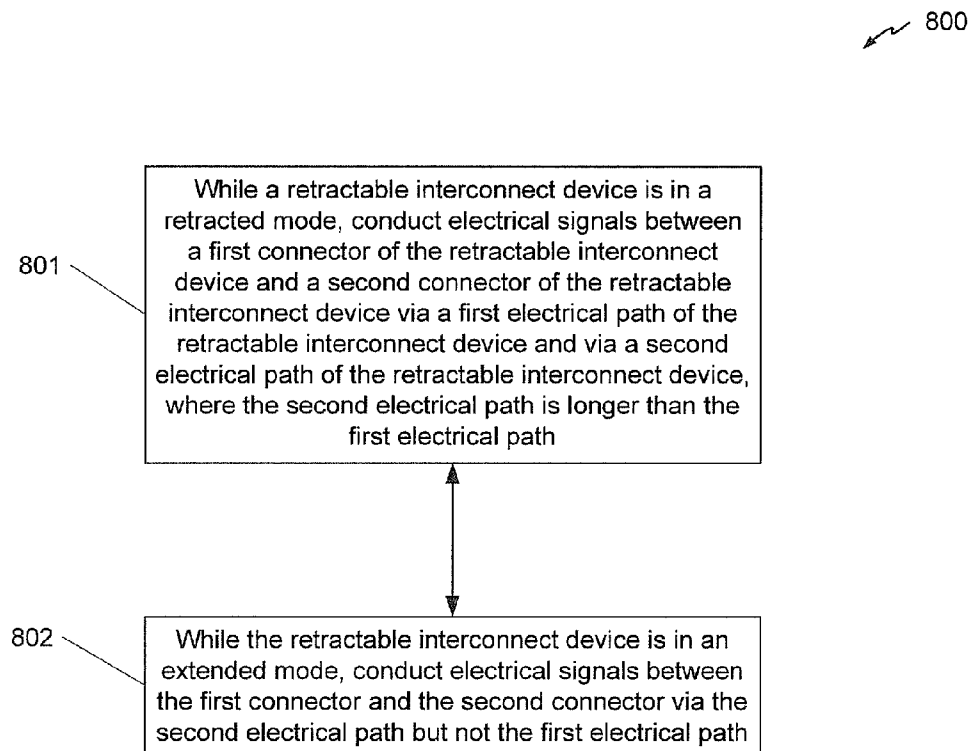 800
801
While a retractable interconnect device is in a
retracted mode, conduct electrical signals between
a first connector of the retractable interconnect
device and a second connector of the retractable
interconnect device via a first electrical path of the
retractable interconnect device and via a second
electrical path of the retractable interconnect device,
where the second electrical path is longer than the
first electrical path
802
While the retractable interconnect device is in an
extended mode, conduct electrical signals between
the first connector and the second connector via the
second electrical path but not the first electrical path